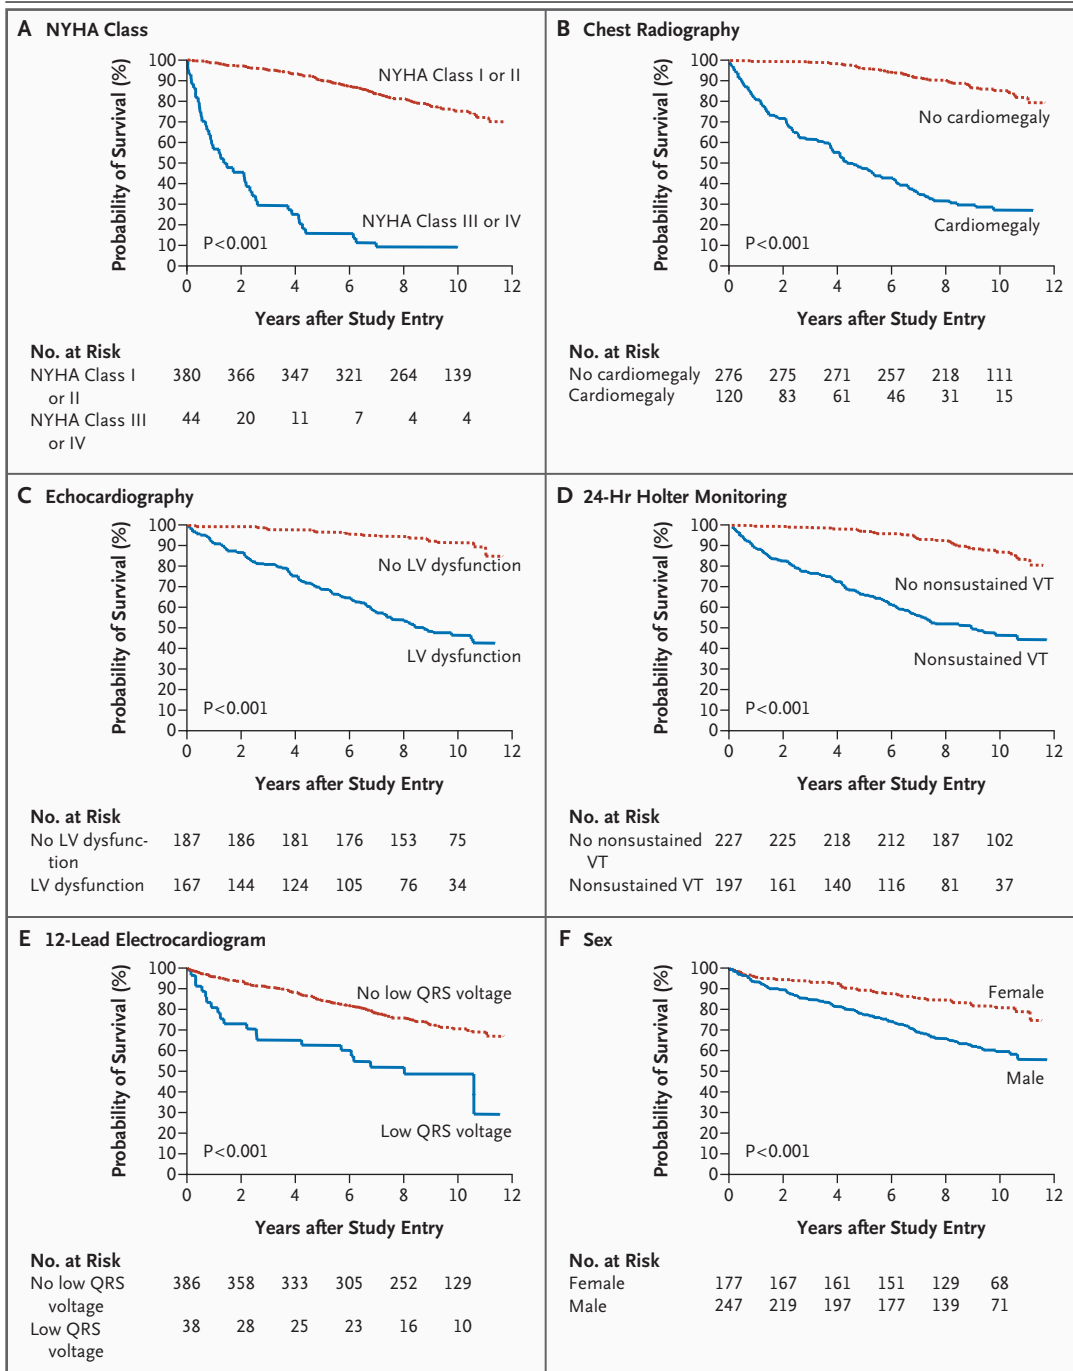 A NYHA Class
Probability of Survival (%)
100
90
80
70
60
50
40
30
20
10
0
NYHA Class I or II
NYHA Class III or IV
P<0.001
0 2 4 6 8 10 12
Years after Study Entry
No. at Risk
NYHA Class I 380 366 347 321 264 139
or II
NYHA Class III 44 20 11 7 4 4
or IV
B Chest Radiography
Probability of Survival (%)
100
90
80
70
60
50
40
30
20
10
0
No cardiomegaly
Cardiomegaly
P<0.001
0 2 4 6 8 10 12
Years after Study Entry
No. at Risk
No cardiomegaly 276 275 271 257 218 111
Cardiomegaly 120 83 61 46 31 15
C Echocardiography
Probability of Survival (%)
100
90
80
70
60
50
40
30
20
10
0
No LV dysfunction
LV dysfunction
P<0.001
0 2 4 6 8 10 12
Years after Study Entry
No. at Risk
No LV dysfunc- 187 186 181 176 153 75
tion
LV dysfunction 167 144 124 105 76 34
D 24-Hr Holter Monitoring
Probability of Survival (%)
100
90
80
70
60
50
40
30
20
10
0
No nonsustained VT
Nonsustained VT
P<0.001
0 2 4 6 8 10 12
Years after Study Entry
No. at Risk
No nonsustained 227 225 218 212 187 102
VT
Nonsustained VT 197 161 140 116 81 37
E 12-Lead Electrocardiogram
Probability of Survival (%)
100
90
80
70
60
50
40
30
20
10
0
No low QRS voltage
Low QRS voltage
P<0.001
0 2 4 6 8 10 12
Years after Study Entry
No. at Risk
No low QRS 386 358 333 305 252 129
voltage
Low QRS 38 28 25 23 16 10
voltage
F Sex
Probability of Survival (%)
100
90
80
70
60
50
40
30
20
10
0
Female
Male
P<0.001
0 2 4 6 8 10 12
Years after Study Entry
No. at Risk
Female 177 167 161 151 129 68
Male 247 219 197 177 139 71